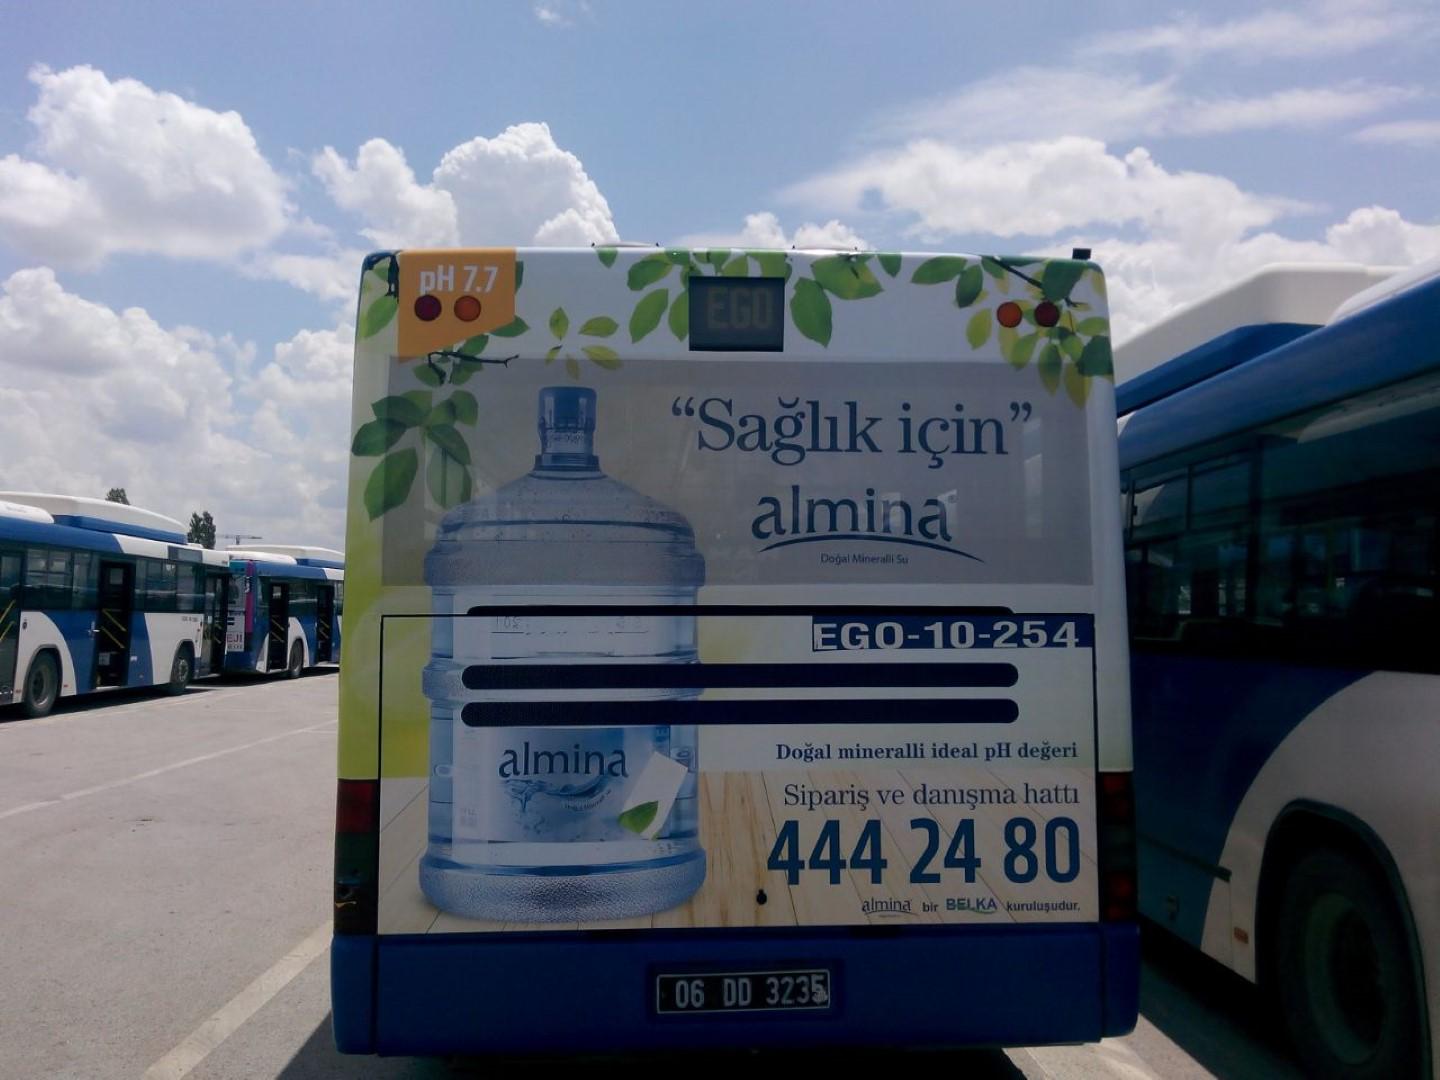 pH 7.7
EGO
“Sağlık için”
almina
Doğal Mineralli Su
EGO-10-254
almina
Doğal mineralli ideal pH değeri
Sipariş ve danışma hattı
444 24 80
almina bir BELKA kuruluşudur.
06 DD 3235